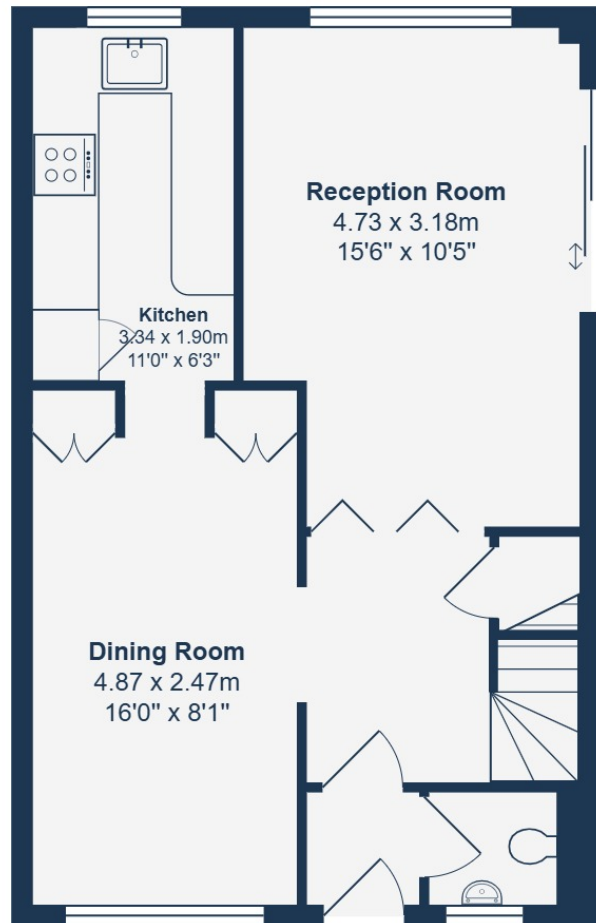 Reception Room
4.73 x 3.18m
15'6" x 10'5"
Kitchen
3.34 x 1.90m
11'0" x 6'3"
Dining Room
4.87 x 2.47m
16'0" x 8'1"